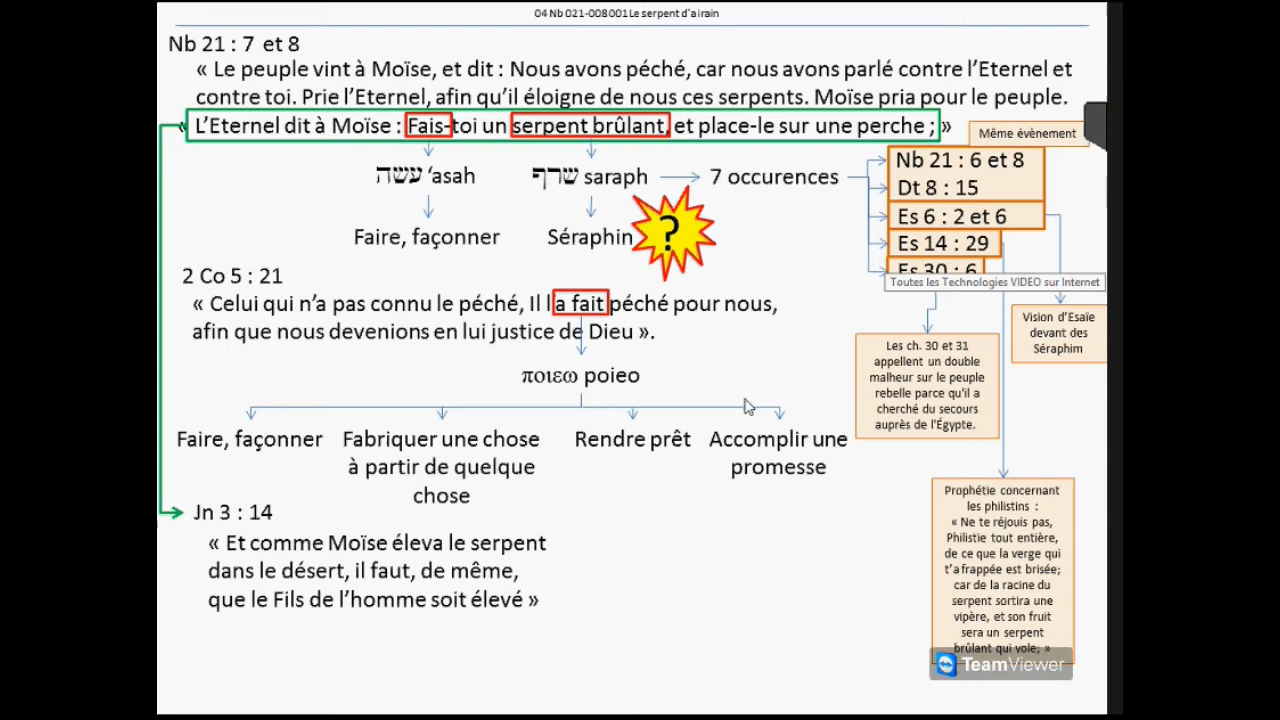 04 Nb 021-008001Le serpent d'airain
Nb 21 : 7 et 8
« Le peuple vint à Moïse, et dit : Nous avons péché, car nous avons parlé contre l'Eternel et
contre toi. Prie l'Eternel, afin qu'il éloigne de nous ces serpents. Moïse pria pour le peuple.
« L'Eternel dit à Moïse : Fais-toi un serpent brûlant, et place-le sur une perche ; »
Même évènement
עשה ‘asah
שרף saraph
7 occurences
Nb 21 : 6 et 8
Dt 8 : 15
Es 6 : 2 et 6
Es 14 : 29
Es 30 : 6
Faire, façonner
Séraphin
?
Toutes les Technologies VIDEO sur Internet
2 Co 5 : 21
« Celui qui n'a pas connu le péché, Il l a fait péché pour nous,
afin que nous devenions en lui justice de Dieu ».
ποιεω poieo
Faire, façonner
Fabriquer une chose
à partir de quelque
chose
Rendre prêt
Accomplir une
promesse
Vision d'Esaïe
devant des
Séraphim
Les ch. 30 et 31
appellent un double
malheur sur le peuple
rebelle parce qu'il a
cherché du secours
auprès de l'Égypte.
Jn 3 : 14
« Et comme Moïse éleva le serpent
dans le désert, il faut, de même,
que le Fils de l'homme soit élevé »
Prophétie concernant
les philistins :
« Ne te réjouis pas,
Philistie tout entière,
de ce que la verge qui
t'a frappée est brisée;
car de la racine du
serpent sortira une
vipère, et son fruit
sera un serpent
brûlant qui vole; »
TeamViewer